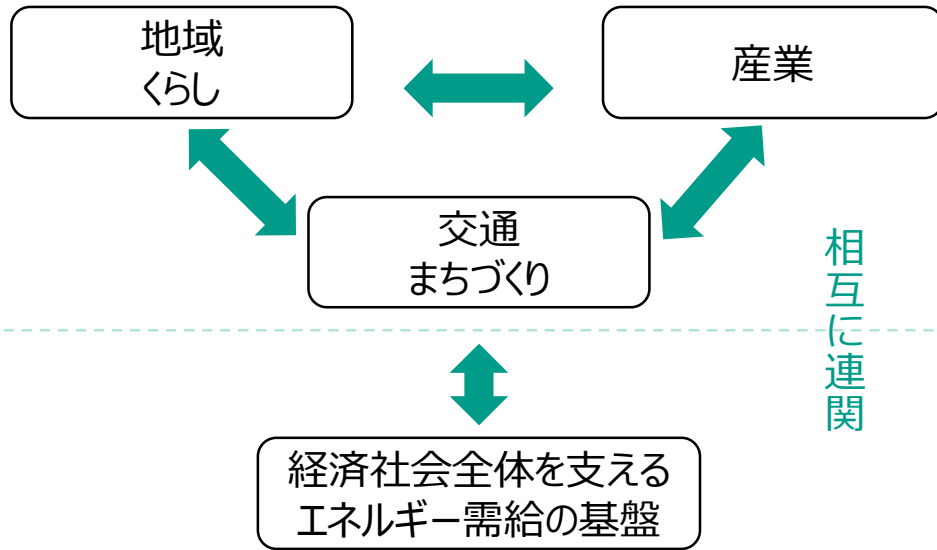 地域
くらし
産業
交通
まちづくり
相互に連関
経済社会全体を支える
エネルギー需給の基盤